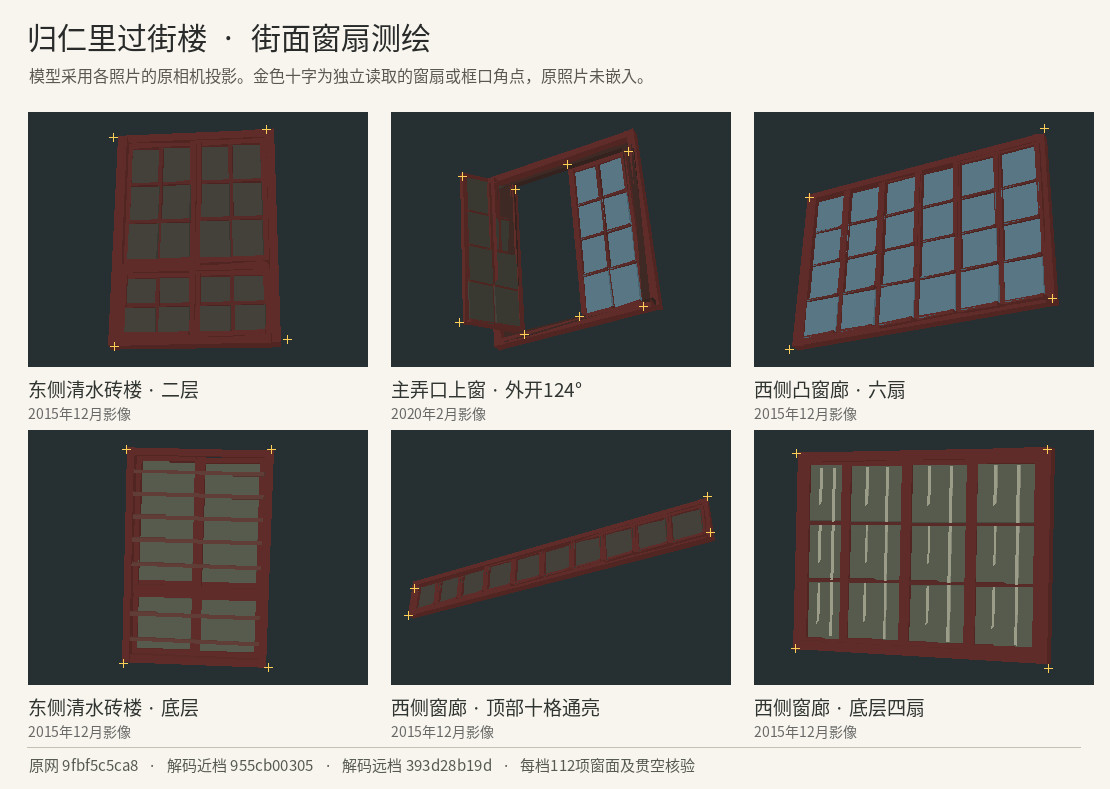 归仁里过街楼 · 街面窗扇测绘
模型采用各照片的原相机投影。金色十字为独立读取的窗扇或框口角点，原照片未嵌入。
东侧清水砖楼 · 二层
2015年12月影像
主弄口上窗 · 外开124°
2020年2月影像
西侧凸窗廊 · 六扇
2015年12月影像
东侧清水砖楼 · 底层
2015年12月影像
西侧窗廊 · 顶部十格通亮
2015年12月影像
西侧窗廊 · 底层四扇
2015年12月影像
原网 9fbf5c5ca8 · 解码近档 955cb00305 · 解码远档 393d28b19d · 每档112项窗面及贯空核验